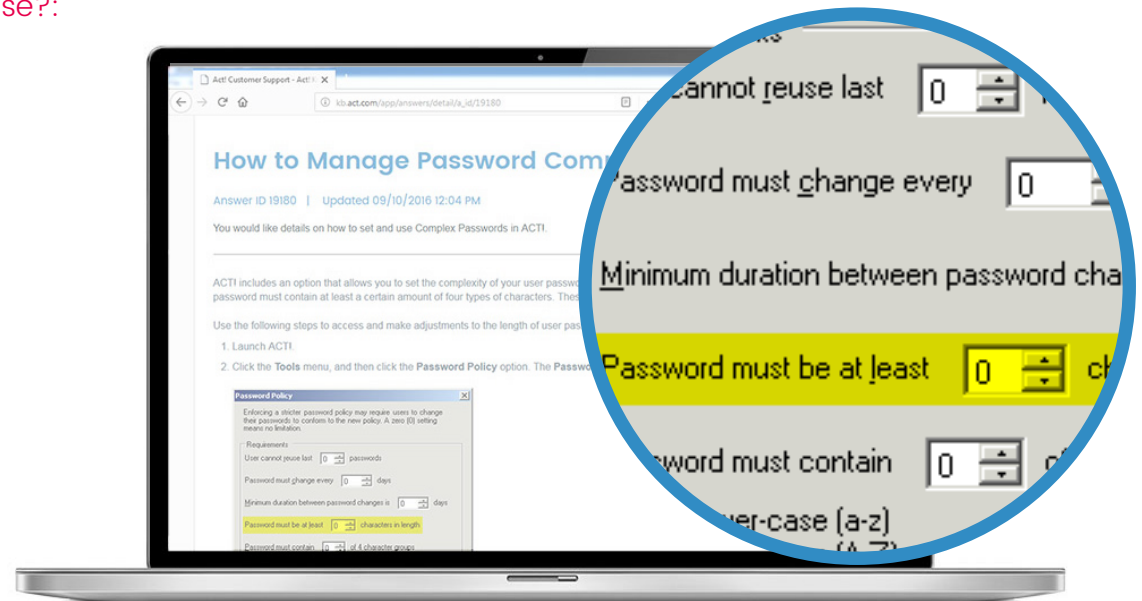 se?:
Act! Customer Support - Act!
kb.act.com/app/answers/detail/a_id/19180
How to Manage Password Com
Answer ID 19180 | Updated 09/10/2016 12:04 PM
You would like details on how to set and use Complex Passwords in ACT!.
ACT! includes an option that allows you to set the complexity of your user passwo
password must contain at least a certain amount of four types of characters. Thes
Use the following steps to access and make adjustments to the length of user pas
1. Launch ACT!.
2. Click the Tools menu, and then click the Password Policy option. The Passwo
Password Policy
Enforcing a stricter password policy may require users to change
their passwords to conform to the new policy. A zero (0) setting
means no limitation.
Requirements
User cannot reuse last 0 passwords
Password must change every 0 days
Minimum duration between password changes is 0 days
Password must be at least 0 characters in length
Password must contain 0 of 4 character groups
cannot reuse last 0
Password must change every 0
Minimum duration between password cha
Password must be at least 0 ch
sword must contain 0 of
wer-case (a-z)
(A-Z)